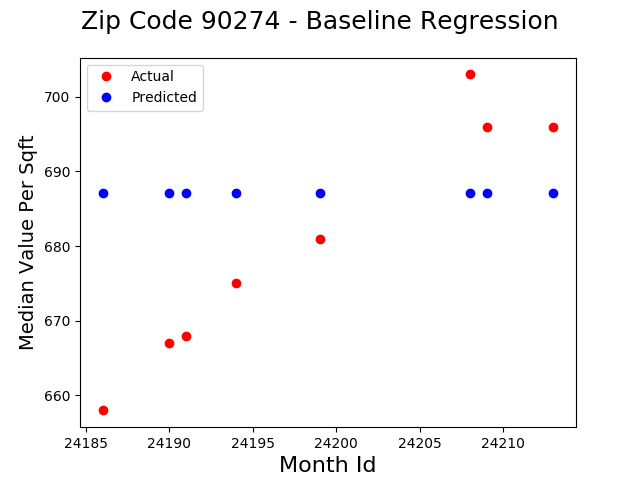 Zip Code 90274 - Baseline Regression
Actual
Predicted
Median Value Per Sqft
700
690
680
670
660
24185 24190 24195 24200 24205 24210
Month Id